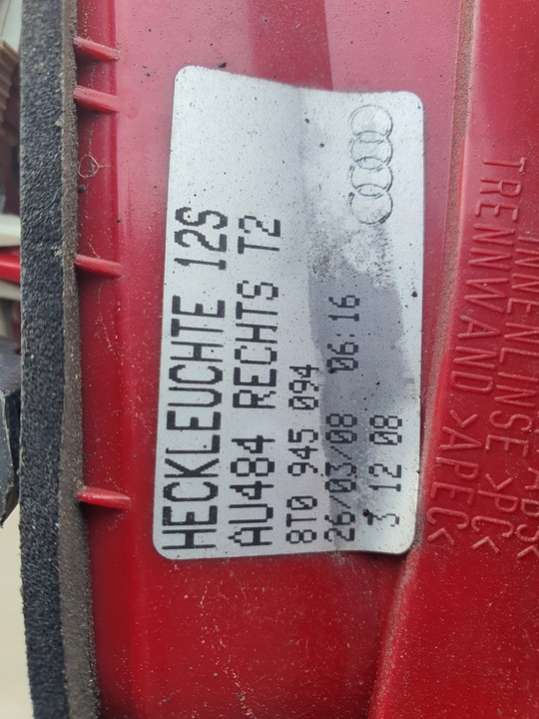 HECKLEUCHTE 12S
AU484 RECHTS T2
8T0 945 094
26/03/08 06:16
3 12 08
INNENLINSE >PC<
TRENNWAND >APEC<